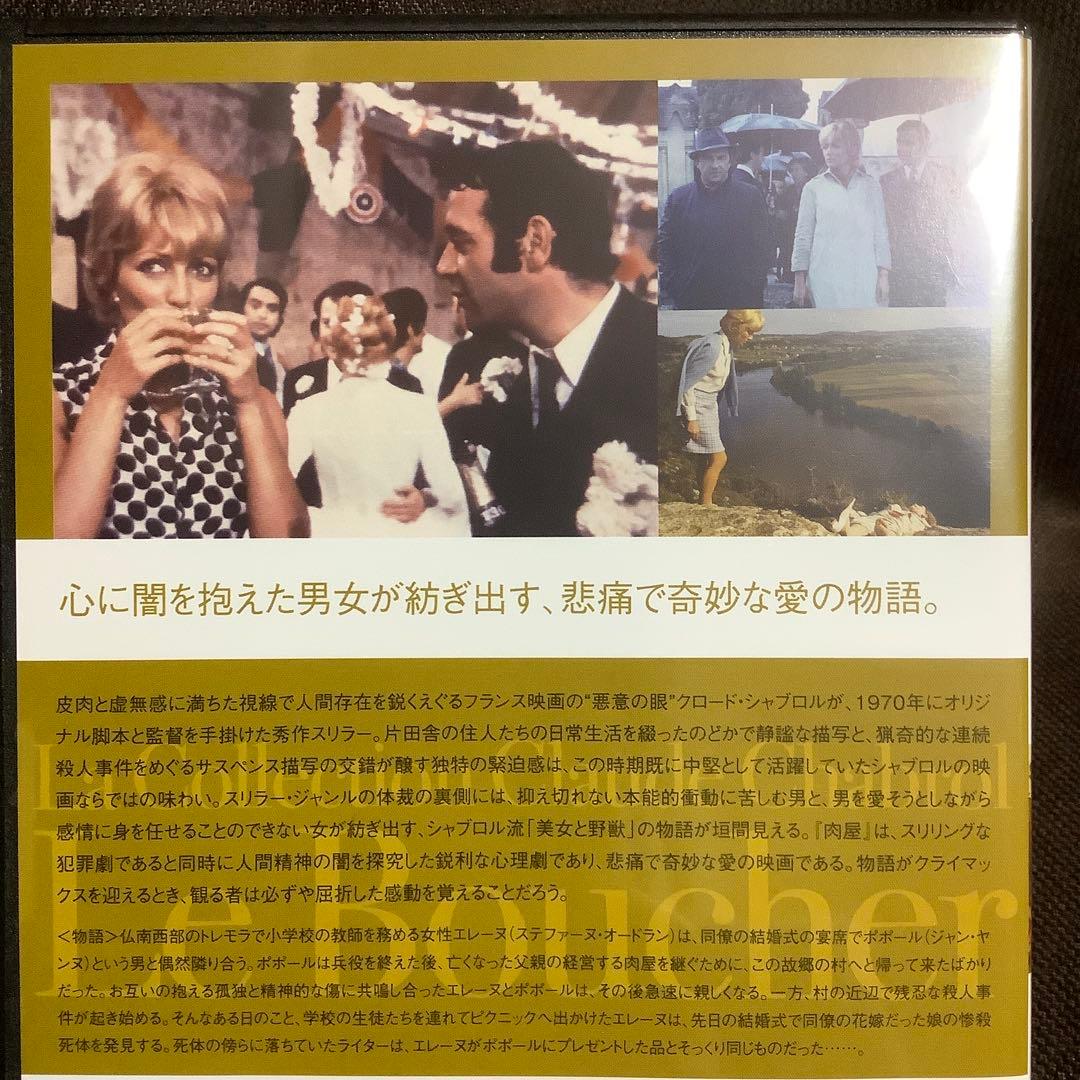 心に闇を抱えた男女が紡ぎ出す、悲痛で奇妙な愛の物語。
皮肉と虚無感に満ちた視線で人間存在を鋭くえぐるフランス映画の“悪意の眼”クロード・シャブロルが、1970年にオリジ
ナル脚本と監督を手掛けた秀作スリラー。片田舎の住人たちの日常生活を綴ったのどかで静謐な描写と、猟奇的な連続
殺人事件をめぐるサスペンス描写の交錯が醸す独特の緊迫感は、この時期既に中堅として活躍していたシャブロルの映
画ならではの味わい。スリラー・ジャンルの体裁の裏側には、抑え切れない本能的衝動に苦しむ男と、男を愛そうとしながら
感情に身を任せることのできない女が紡ぎ出す、シャブロル流「美女と野獣」の物語が垣間見える。『肉屋』は、スリリングな
犯罪劇であると同時に人間精神の闇を探究した鋭利な心理劇であり、悲痛で奇妙な愛の映画である。物語がクライマッ
クスを迎えるとき、観る者は必ずや屈折した感動を覚えることだろう。
La Collection Claude Chabrol
Le Boucher
＜物語＞仏南西部のトレモラで小学校の教師を務める女性エレーヌ（ステファーヌ・オードラン）は、同僚の結婚式の宴席でポポール（ジャン・ヤ
ンヌ）という男と偶然隣り合う。ポポールは兵役を終えた後、亡くなった父親の経営する肉屋を継ぐために、この故郷の村へと帰って来たばかり
だった。お互いの抱える孤独と精神的な傷に共鳴し合ったエレーヌとポポールは、その後急速に親しくなる。一方、村の近辺で残忍な殺人事
件が起き始める。そんなある日のこと、学校の生徒たちを連れてピクニックへ出かけたエレーヌは、先日の結婚式で同僚の花嫁だった娘の惨殺
死体を発見する。死体の傍らに落ちていたライターは、エレーヌがポポールにプレゼントした品とそっくり同じものだった……。